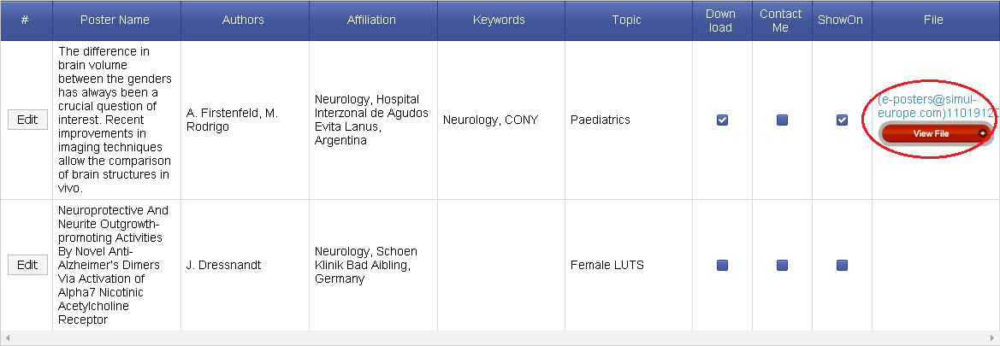 #
Poster Name
Authors
Affiliation
Keywords
Topic
Down
load
Contact
Me
ShowOn
File
Edit
The difference in
brain volume
between the genders
has always been a
crucial question of
interest. Recent
improvements in
imaging techniques
allow the comparison
of brain structures in
vivo.
A. Firstenfeld, M.
Rodrigo
Neurology, Hospital
Interzonal de Agudos
Evita Lanus,
Argentina
Neurology, CONY
Paediatrics
(e-posters@simul-
europe.com)1101912
View File
Edit
Neuroprotective And
Neurite Outgrowth-
promoting Activities
By Novel Anti-
Alzheimer's Dimers
Via Activation of
Alpha7 Nicotinic
Acetylcholine
Receptor
J. Dressnandt
Neurology, Schoen
Klinik Bad Aibling,
Germany
Female LUTS